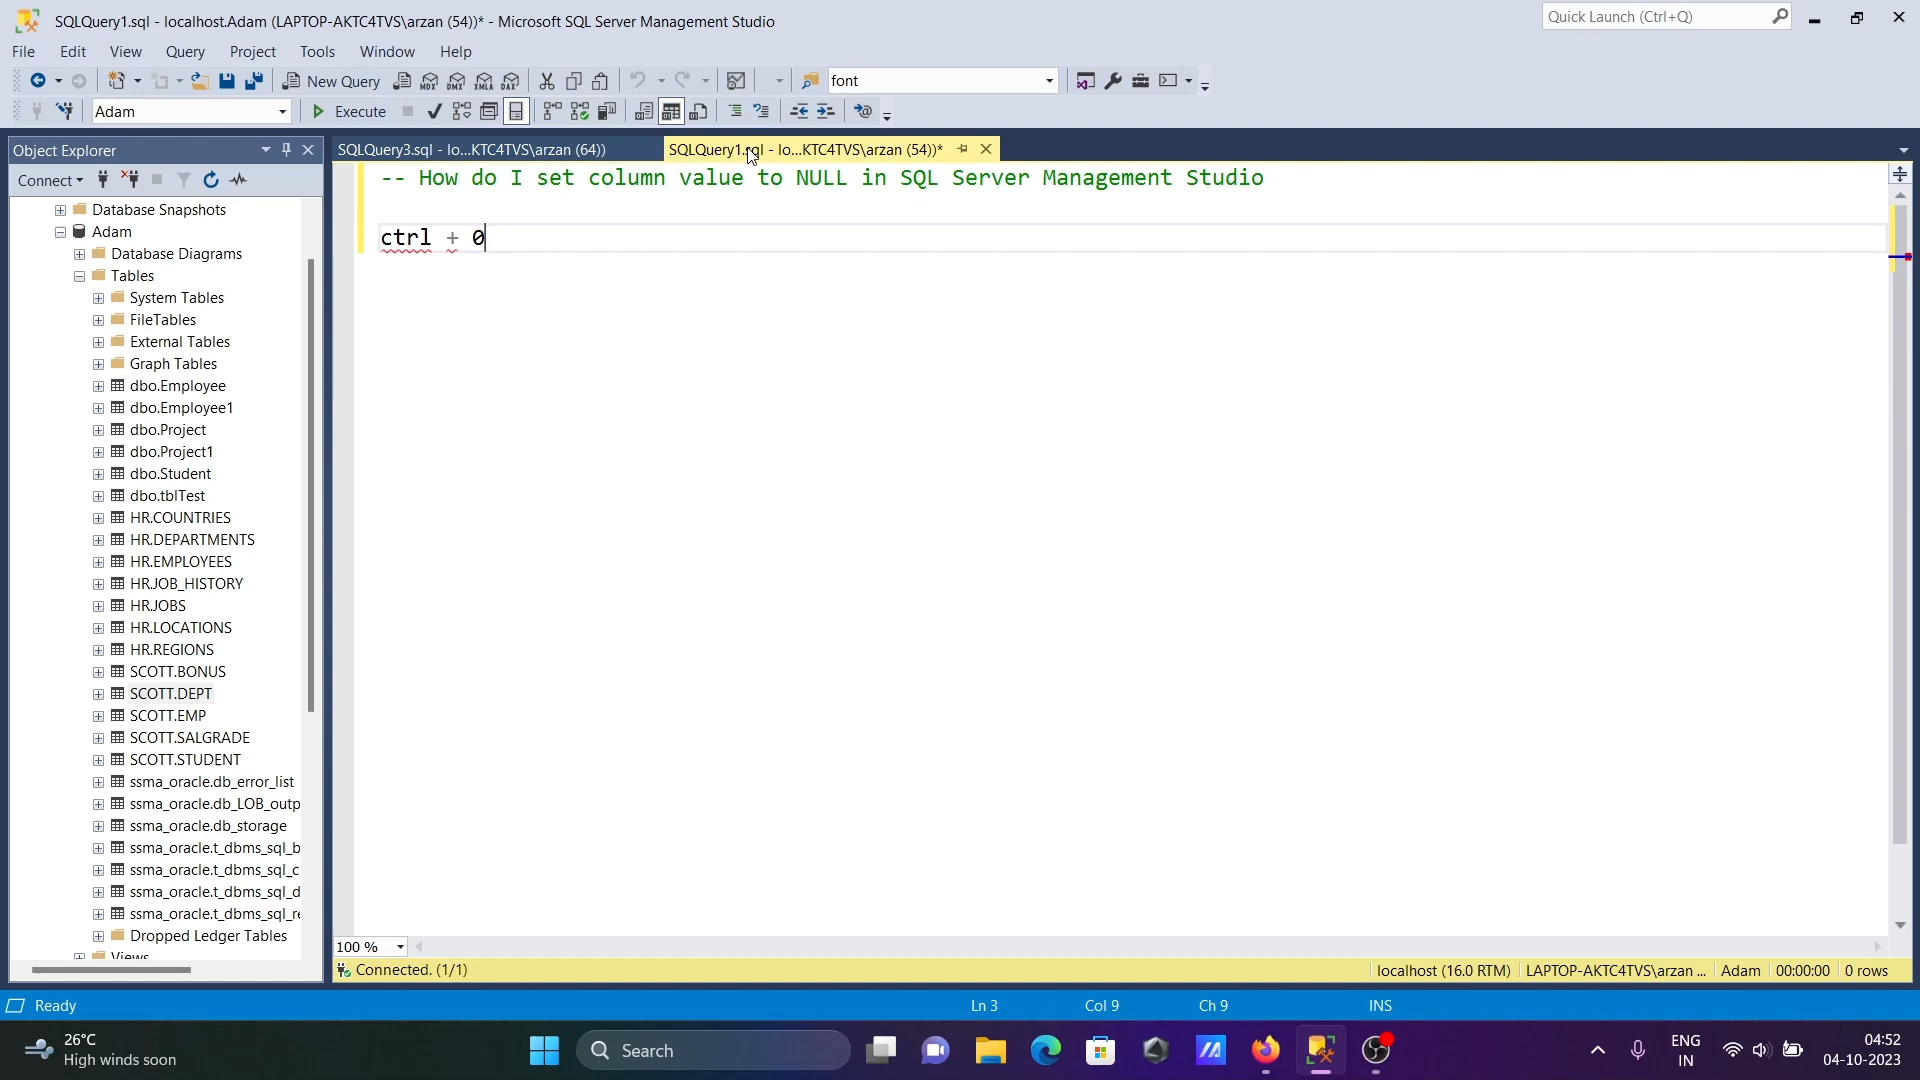 SQLQuery1.sql - localhost.Adam (LAPTOP-AKTC4TVS\arzan (54))* - Microsoft SQL Server Management Studio
Quick Launch (Ctrl+Q)
File Edit View Query Project Tools Window Help
New Query MDX DMX XMLA DAX font
Adam Execute
Object Explorer
SQLQuery3.sql - lo...KTC4TVS\arzan (64))
SQLQuery1.sql - lo...KTC4TVS\arzan (54))*
Connect
Database Snapshots
Adam
Database Diagrams
Tables
System Tables
FileTables
External Tables
Graph Tables
dbo.Employee
dbo.Employee1
dbo.Project
dbo.Project1
dbo.Student
dbo.tblTest
HR.COUNTRIES
HR.DEPARTMENTS
HR.EMPLOYEES
HR.JOB_HISTORY
HR.JOBS
HR.LOCATIONS
HR.REGIONS
SCOTT.BONUS
SCOTT.DEPT
SCOTT.EMP
SCOTT.SALGRADE
SCOTT.STUDENT
ssma_oracle.db_error_list
ssma_oracle.db_LOB_outp
ssma_oracle.db_storage
ssma_oracle.t_dbms_sql_b
ssma_oracle.t_dbms_sql_c
ssma_oracle.t_dbms_sql_d
ssma_oracle.t_dbms_sql_re
Dropped Ledger Tables
Views
-- How do I set column value to NULL in SQL Server Management Studio
ctrl + 0
100 %
Connected. (1/1)
localhost (16.0 RTM) LAPTOP-AKTC4TVS\arzan ... Adam 00:00:00 0 rows
Ready Ln 3 Col 9 Ch 9 INS
26°C
High winds soon
Search
ENG
IN
04:52
04-10-2023